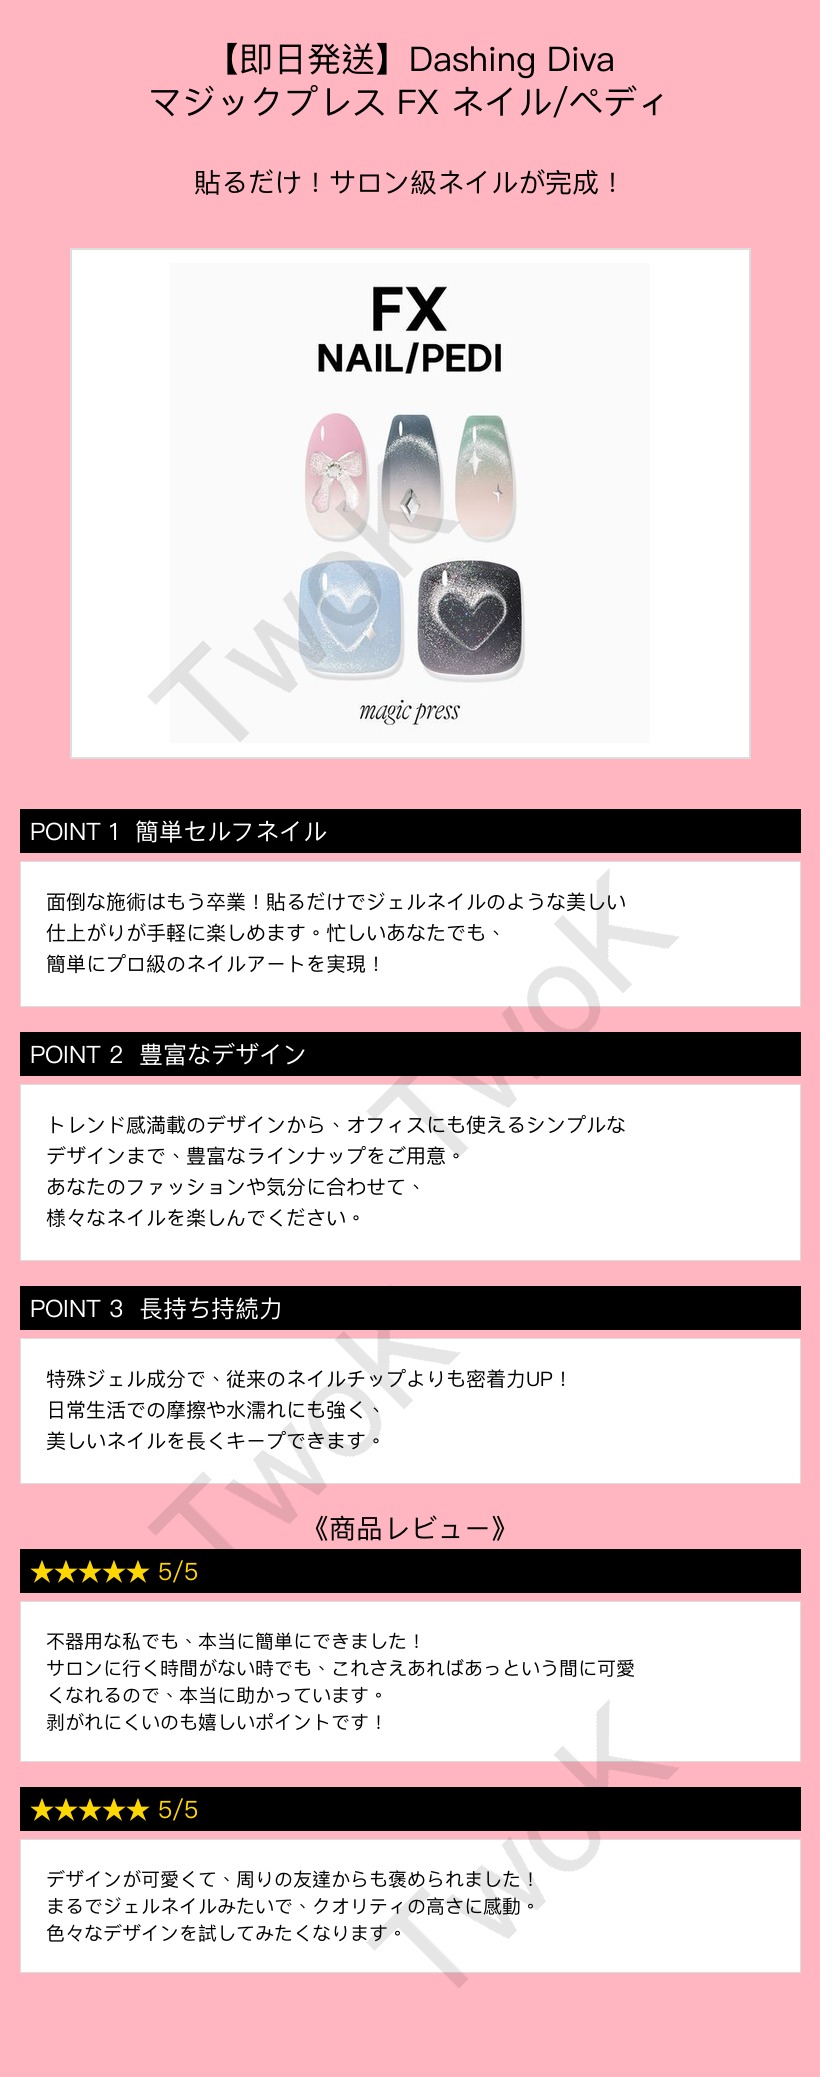 【即日発送】Dashing Diva
マジックプレス FX ネイル/ペディ
貼るだけ！サロン級ネイルが完成！
FX
NAIL/PEDI
magic press
TwoK
POINT 1 簡単セルフネイル
面倒な施術はもう卒業！貼るだけでジェルネイルのような美しい
仕上がりが手軽に楽しめます。忙しいあなたでも、
簡単にプロ級のネイルアートを実現！
TwoK
POINT 2 豊富なデザイン
トレンド感満載のデザインから、オフィスにも使えるシンプルな
デザインまで、豊富なラインナップをご用意。
あなたのファッションや気分に合わせて、
様々なネイルを楽しんでください。
POINT 3 長持ち持続力
特殊ジェル成分で、従来のネイルチップよりも密着力UP！
日常生活での摩擦や水濡れにも強く、
美しいネイルを長くキープできます。
TwoK
《商品レビュー》
★★★★★ 5/5
不器用な私でも、本当に簡単にできました！
サロンに行く時間がない時でも、これさえあればあっという間に可愛
くなれるので、本当に助かっています。
剥がれにくいのも嬉しいポイントです！
★★★★★ 5/5
デザインが可愛くて、周りの友達からも褒められました！
まるでジェルネイルみたいで、クオリティの高さに感動。
色々なデザインを試してみたくなります。
TwoK